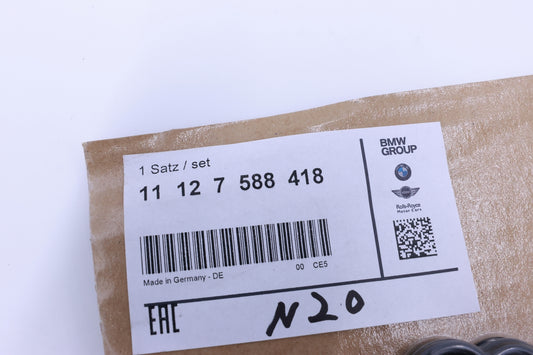 1 Satz / set
11 12 7 588 418
Made in Germany - DE 00 CE5
EAC
N20
BMW
GROUP
Rolls-Royce
Motor Cars